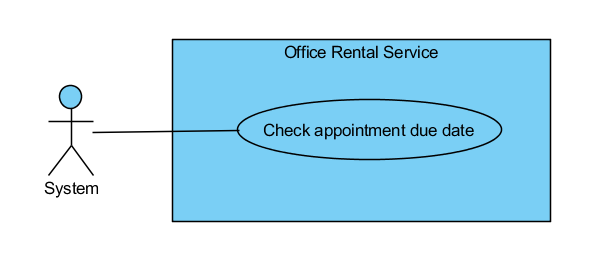 Office Rental Service
Check appointment due date
System